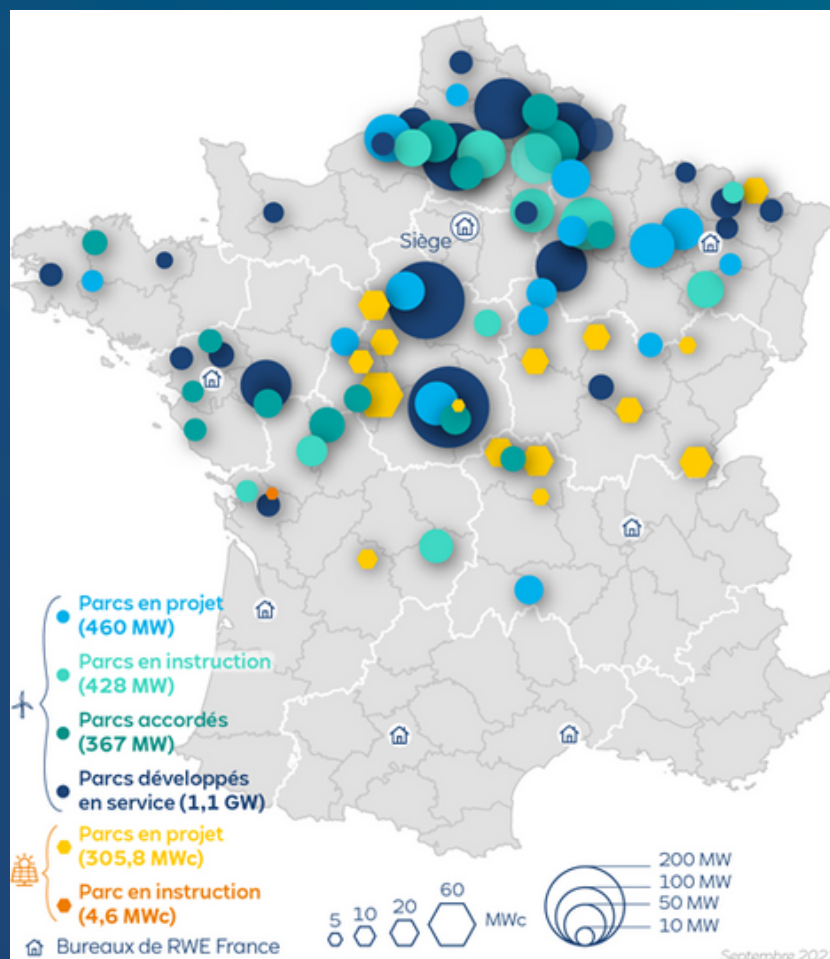 Siège
Parcs en projet
(460 MW)
Parcs en instruction
(428 MW)
Parcs accordés
(367 MW)
Parcs développés
en service (1,1 GW)
Parcs en projet
(305,8 MWc)
Parc en instruction
(4,6 MWc)
Bureaux de RWE France
5 10 20 60 MWc
200 MW
100 MW
50 MW
10 MW
Septembre